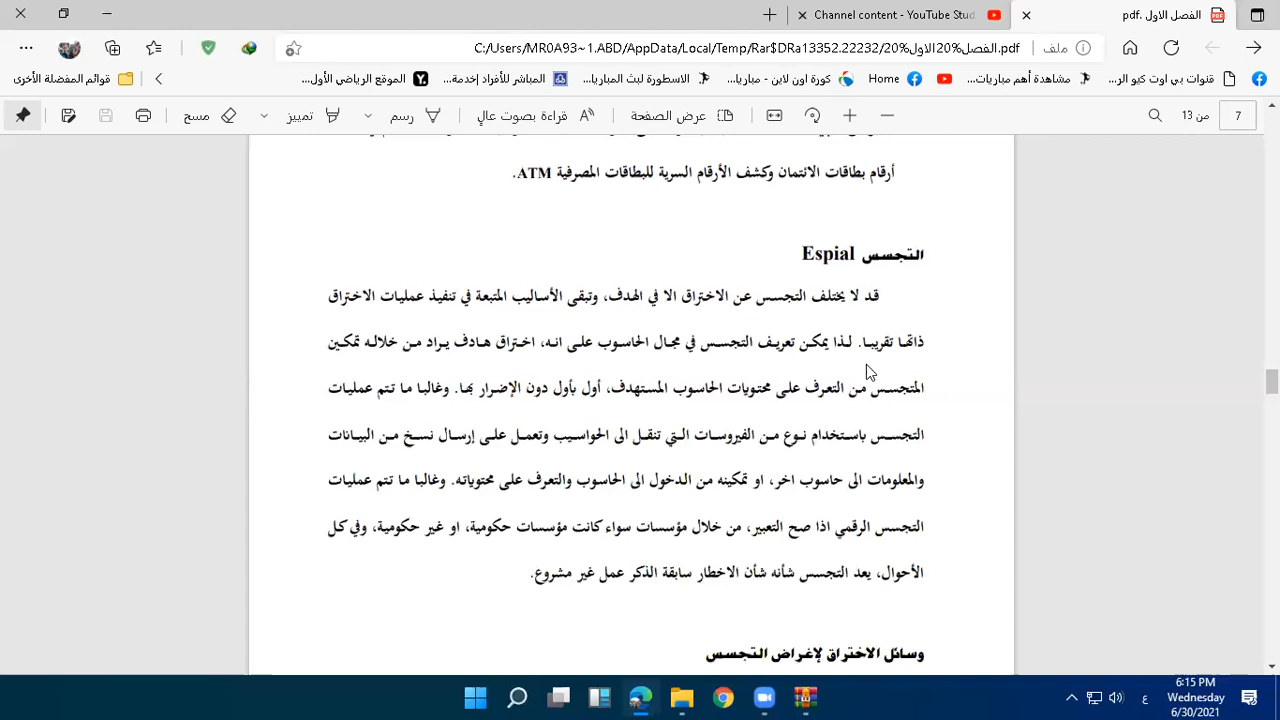 الفصل الاول .pdf
Channel content - YouTube Stud
C:/Users/MR0A93~1.ABD/AppData/Local/Temp/Rar$DRa13352.22232/20%الفصل%20الاول.pdf
ملف
قنوات بي اوت كيو الرـ...
مشاهدة أهم مباريات...
Home
كورة اون لاين - مباريا...
الاسطورة لبث المباريا...
المباشر للأفراد إخدمة...
الموقع الرياضي الأول...
قوائم المفضلة الأخرى
7
من 13
عرض الصفحة
قراءة بصوت عالٍ
رسم
تمييز
مسح
أرقام بطاقات الائتمان وكشف الأرقام السرية للبطاقات المصرفية ATM.
التجسس Espial
قد لا يختلف التجسس عن الاختراق الا في الهدف، وتبقى الأساليب المتبعة في تنفيذ عمليات الاختراق
ذاتها تقريبا. لذا يمكن تعريف التجسس في مجال الحاسوب على انه، اختراق هادف يراد من خلاله تمكين
المتجسس من التعرف على محتويات الحاسوب المستهدف، أول بأول دون الإضرار بها. وغالبا ما تتم عمليات
التجسس باستخدام نوع من الفيروسات التي تنقل الى الحواسيب وتعمل على إرسال نسخ من البيانات
والمعلومات الى حاسوب اخر، او تمكينه من الدخول الى الحاسوب والتعرف على محتوياته. وغالبا ما تتم عمليات
التجسس الرقمي اذا صح التعبير، من خلال مؤسسات سواء كانت مؤسسات حكومية، او غير حكومية، وفي كل
الأحوال، يعد التجسس شأنه شأن الاخطار سابقة الذكر عمل غير مشروع.
وسائل الاختراق لإغراض التجسس
6:15 PM
Wednesday
6/30/2021
ع